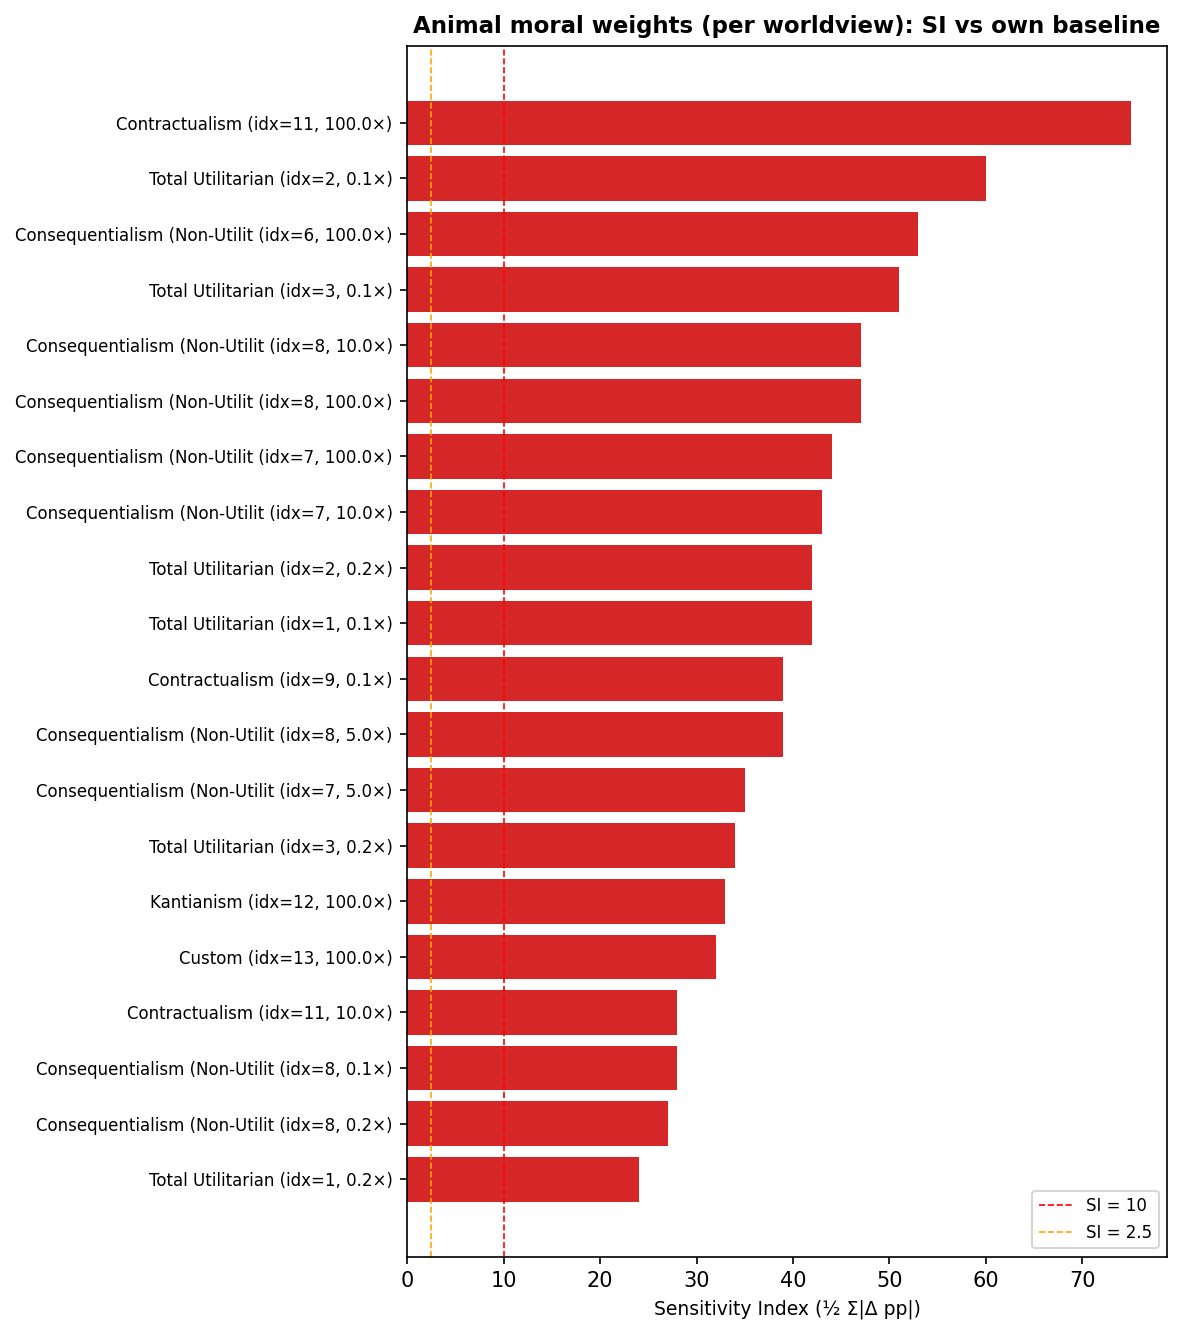 Animal moral weights (per worldview): SI vs own baseline
Contractualism (idx=11, 100.0×)
Total Utilitarian (idx=2, 0.1×)
Consequentialism (Non-Utilit (idx=6, 100.0×)
Total Utilitarian (idx=3, 0.1×)
Consequentialism (Non-Utilit (idx=8, 10.0×)
Consequentialism (Non-Utilit (idx=8, 100.0×)
Consequentialism (Non-Utilit (idx=7, 100.0×)
Consequentialism (Non-Utilit (idx=7, 10.0×)
Total Utilitarian (idx=2, 0.2×)
Total Utilitarian (idx=1, 0.1×)
Contractualism (idx=9, 0.1×)
Consequentialism (Non-Utilit (idx=8, 5.0×)
Consequentialism (Non-Utilit (idx=7, 5.0×)
Total Utilitarian (idx=3, 0.2×)
Kantianism (idx=12, 100.0×)
Custom (idx=13, 100.0×)
Contractualism (idx=11, 10.0×)
Consequentialism (Non-Utilit (idx=8, 0.1×)
Consequentialism (Non-Utilit (idx=8, 0.2×)
Total Utilitarian (idx=1, 0.2×)
SI = 10
SI = 2.5
0 10 20 30 40 50 60 70
Sensitivity Index (½ Σ|Δ pp|)